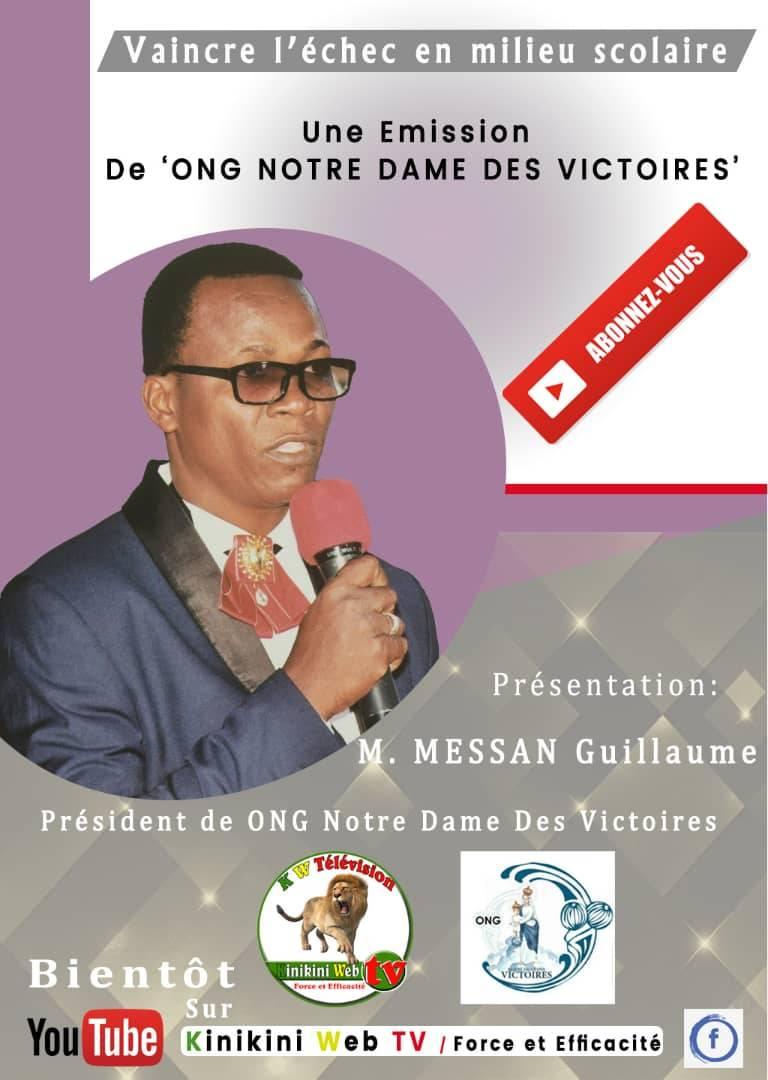 Vaincre l'échec en milieu scolaire
Une Emission
De ‘ONG NOTRE DAME DES VICTOIRES’
ABONNEZ-VOUS
Présentation:
M. MESSAN Guillaume
Président de ONG Notre Dame Des Victoires
K W Télévision
Kinikini Web TV
Force et Efficacité
ONG
VICTOIRES
Bientôt
Sur
YouTube
Kinikini Web TV / Force et Efficacité
f